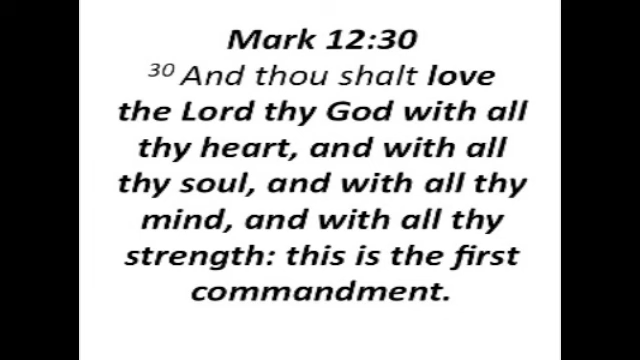 Mark 12:30
30 And thou shalt love
the Lord thy God with all
thy heart, and with all
thy soul, and with all thy
mind, and with all thy
strength: this is the first
commandment.